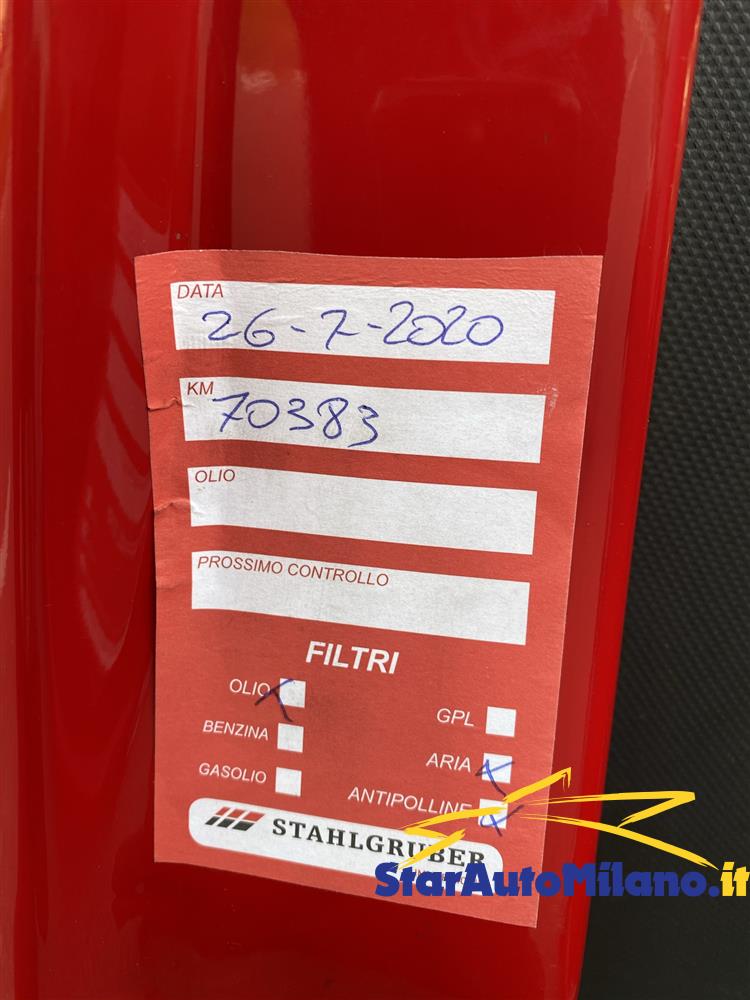 DATA
26-7-2020
KM
70383
OLIO
PROSSIMO CONTROLLO
FILTRI
OLIO
GPL
BENZINA
ARIA
GASOLIO
ANTIPOLLINE
STAHLGRUBER
StarAutoMilano.it